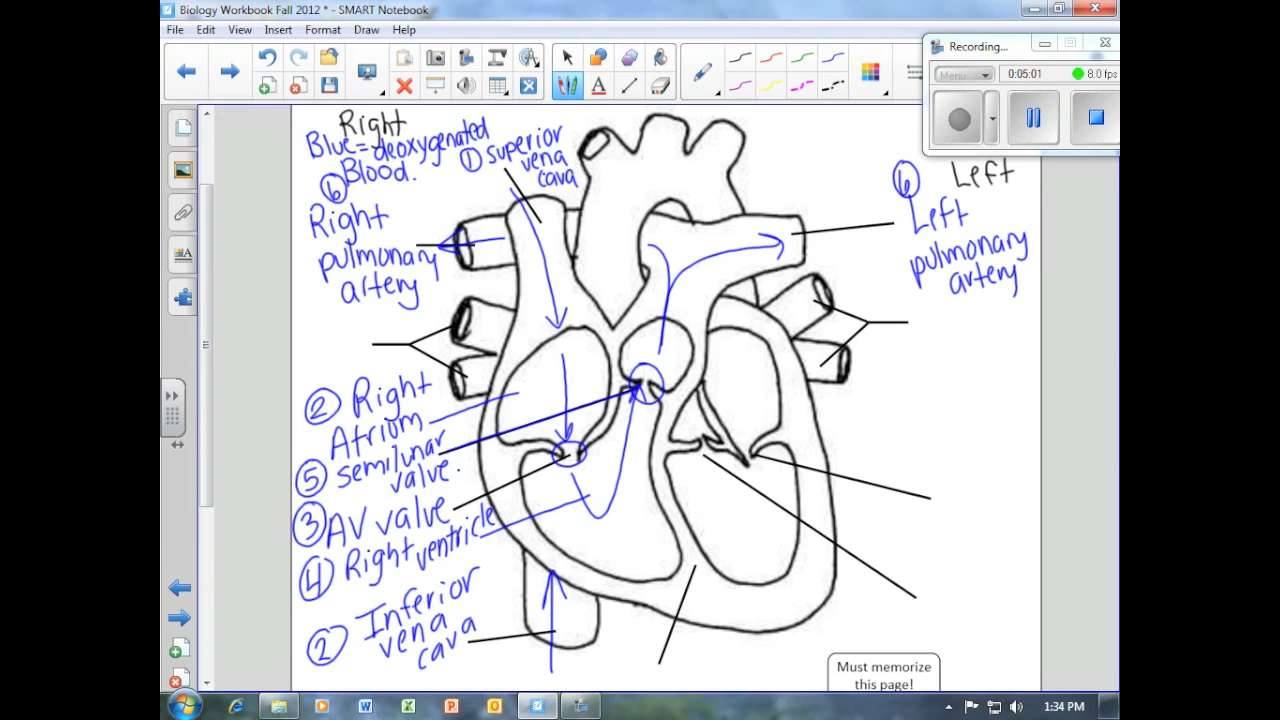 Biology Workbook Fall 2012 * - SMART Notebook
File Edit View Insert Format Draw Help
Recording...
Menu
0:05:01
8.0 fps
Right
Blue = deoxygenated
Blood.
① superior
vena
cava
⑥
Right
pulmonary
artery
⑥ Left
Left
pulmonary
artery
② Right
Atrium
⑤ semilunar
valve.
③ AV valve
④ Right ventricle
② Inferior
vena
cava
Must memorize
this page!
1:34 PM